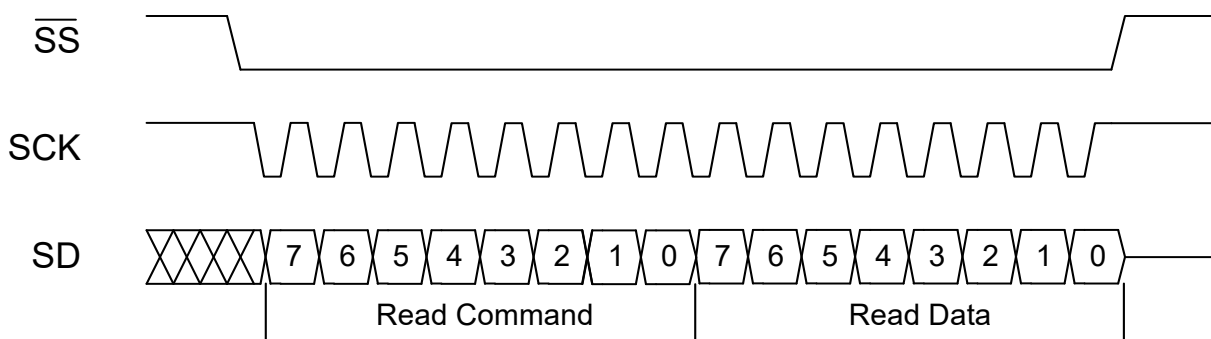 S̅S̅
SCK
SD 7 6 5 4 3 2 1 0 7 6 5 4 3 2 1 0
Read Command Read Data